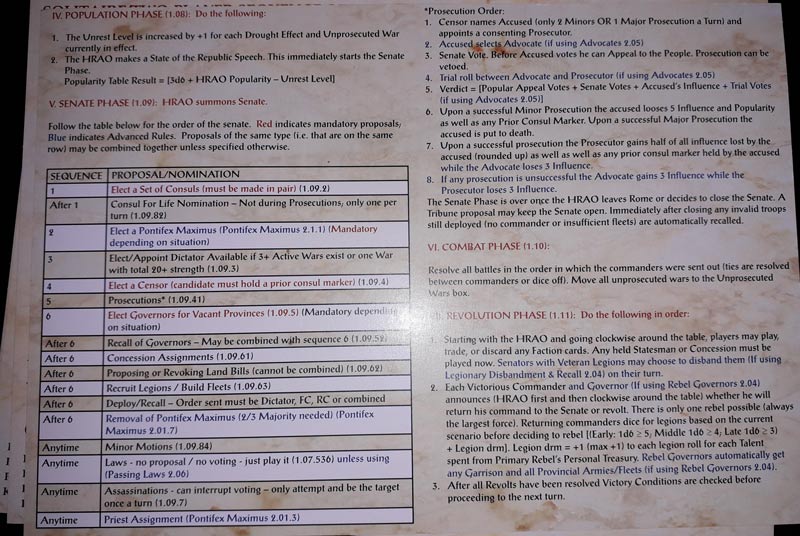 IV. POPULATION PHASE (1.08): Do the following:
1. The Unrest Level is increased by +1 for each Drought Effect and Unprosecuted War
currently in effect.
2. The HRAO makes a State of the Republic Speech. This immediately starts the Senate
Phase.
Popularity Table Result = [3d6 + HRAO Popularity – Unrest Level]
V. SENATE PHASE (1.09): HRAO summons Senate.
Follow the table below for the order of the senate. Red indicates mandatory proposals,
Blue indicates Advanced Rules. Proposals of the same type (i.e. that are on the same
row) may be combined together unless specified otherwise.
SEQUENCE PROPOSAL/NOMINATION
1 Elect a Set of Consuls (must be made in pair) (1.09.2)
After 1 Consul For Life Nomination – Not during Prosecutions, only one per
turn (1.09.82)
2 Elect a Pontifex Maximus (Pontifex Maximus 2.1.1) (Mandatory
depending on situation)
3 Elect/Appoint Dictator Available if 3+ Active Wars exist or one War
with total 20+ strength (1.09.3)
4 Elect a Censor (candidate must hold a prior consul marker) (1.09.4)
5 Prosecutions* (1.09.41)
6 Elect Governors for Vacant Provinces (1.09.5) (Mandatory depending
on situation)
After 6 Recall of Governors – May be combined with sequence 6 (1.09.52)
After 6 Concession Assignments (1.09.61)
After 6 Proposing or Revoking Land Bills (cannot be combined) (1.09.62)
After 6 Recruit Legions / Build Fleets (1.09.63)
After 6 Deploy/Recall – Order sent must be Dictator, FC, RC or combined
After 6 Removal of Pontifex Maximus (2/3 Majority needed) (Pontifex
Maximus 2.01.7)
Anytime Minor Motions (1.09.84)
Anytime Laws - no proposal / no voting - just play it (1.07.536) unless using
(Passing Laws 2.06)
Anytime Assassinations - can interrupt voting – only attempt and be the target
once a turn (1.09.7)
Anytime Priest Assignment (Pontifex Maximus 2.01.3)
*Prosecution Order:
1. Censor names Accused (only 2 Minors OR 1 Major Prosecution a Turn) and
appoints a consenting Prosecutor.
2. Accused selects Advocate (if using Advocates 2.05)
3. Senate Vote. Before Accused votes he can Appeal to the People. Prosecution can be
vetoed.
4. Trial roll between Advocate and Prosecutor (if using Advocates 2.05)
5. Verdict = [Popular Appeal Votes + Senate Votes + Accused's Influence + Trial Votes
(if using Advocates 2.05)]
6. Upon a successful Minor Prosecution the accused looses 5 Influence and Popularity
as well any Prior Consul Marker. Upon a successful Major Prosecution the
accused is put to death.
7. Upon a successful prosecution the Prosecutor gains half of all influence lost by the
accused (rounded up) as well as well any prior consul marker held by the accused
while the Advocate loses 3 Influence.
8. If any prosecution is unsuccessful the Advocate gains 3 Influence while the
Prosecutor loses 3 Influence.
The Senate Phase is over once the HRAO leaves Rome or decides to close the Senate. A
Tribune proposal may keep the Senate open. Immediately after closing any invalid troops
still deployed (no commander or insufficient fleets) are automatically recalled.
VI. COMBAT PHASE (1.10):
Resolve all battles in the order in which the commanders were sent out (ties are resolved
between commanders or dice off). Move all unprosecuted wars to the Unprosecuted
Wars box.
REVOLUTION PHASE (1.11): Do the following in order:
1. Starting with the HRAO and going clockwise around the table, players may play,
trade, or discard any Faction cards. Any held Statesman or Concession must be
played now. Senators with Veteran Legions may choose to disband them (If using
Legionary Disbandment & Recall 2.04) on their turn.
2. Each Victorious Commander and Governor (If using Rebel Governors 2.04)
announces (HRAO first and then clockwise around the table) whether he will
return his command to the Senate or revolt. There is only one rebel possible (always
the largest force). Returning commanders dice for legions based on the current
scenario before deciding to rebel [(Early: 1d6 ≥ 5; Middle 1d6 ≥ 4; Late 1d6 ≥ 3)
+ Legion drm]. Legion drm = +1 (max +1) to each legion roll for each Talent
spent from Primary Rebel's Personal Treasury. Rebel Governors automatically get
any Garrison and all Provincial Armies/Fleets (if using Rebel Governors 2.04).
3. After all Revolts have been resolved Victory Conditions are checked before
proceeding to the next turn.